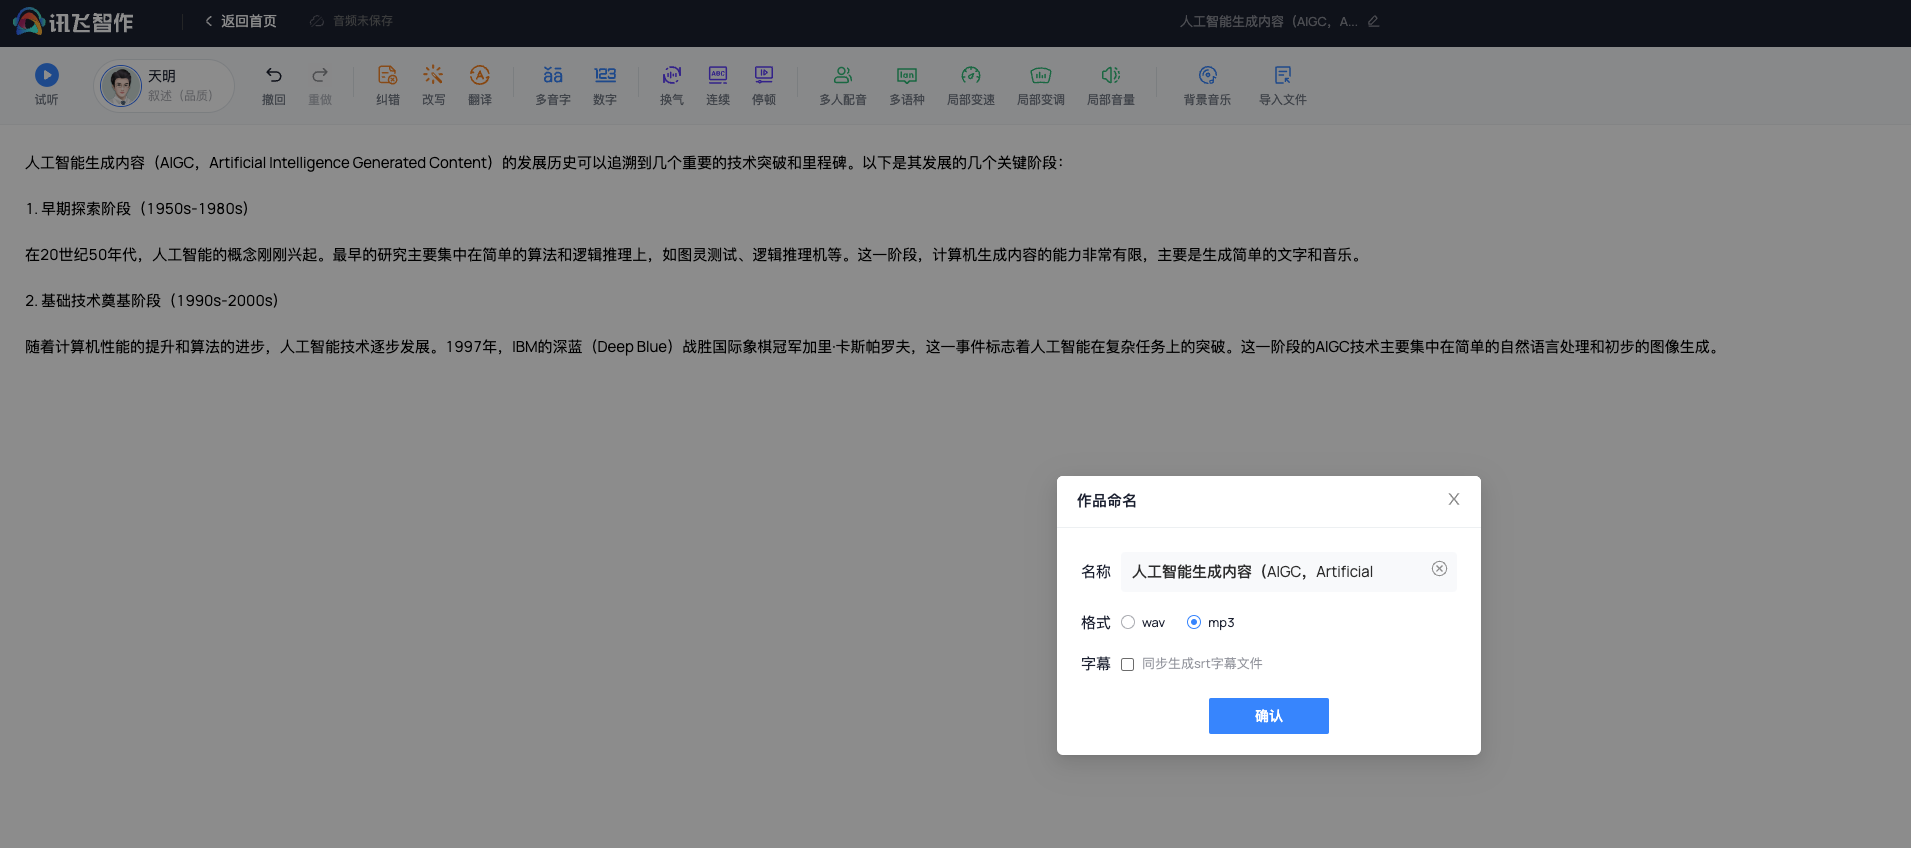 讯飞智作
返回首页
音频未保存
人工智能生成内容（AIGC，A...
试听
天明
叙述（品质）
撤回
重做
纠错
改写
翻译
多音字
数字
换气
连续
停顿
多人配音
多语种
局部变速
局部变调
局部音量
背景音乐
导入文件
人工智能生成内容（AIGC，Artificial Intelligence Generated Content）的发展历史可以追溯到几个重要的技术突破和里程碑。以下是其发展的几个关键阶段：
1. 早期探索阶段（1950s-1980s）
在20世纪50年代，人工智能的概念刚刚兴起。最早的研究主要集中在简单的算法和逻辑推理上，如图灵测试、逻辑推理机等。这一阶段，计算机生成内容的能力非常有限，主要是生成简单的文字和音乐。
2. 基础技术奠基阶段（1990s-2000s）
随着计算机性能的提升和算法的进步，人工智能技术逐步发展。1997年，IBM的深蓝（Deep Blue）战胜国际象棋冠军加里·卡斯帕罗夫，这一事件标志着人工智能在复杂任务上的突破。这一阶段的AIGC技术主要集中在简单的自然语言处理和初步的图像生成。
作品命名
名称 人工智能生成内容（AIGC，Artificial
格式 wav mp3
字幕 同步生成srt字幕文件
确认